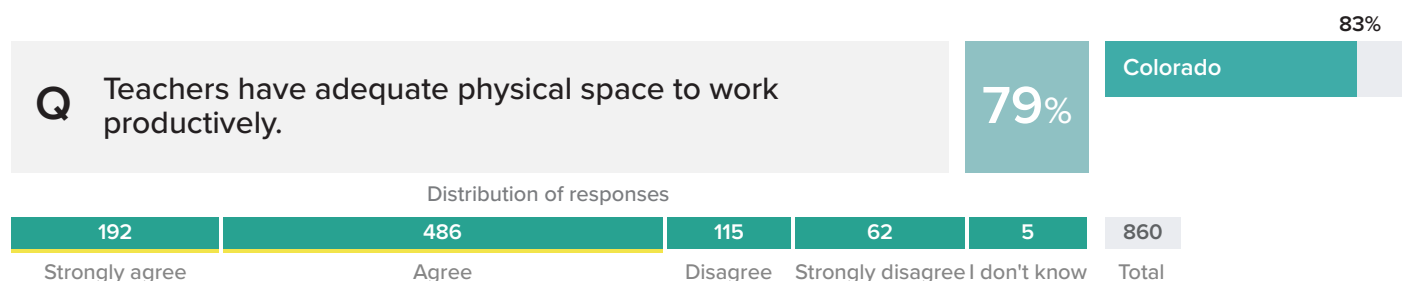 83%
Q
Teachers have adequate physical space to work
productively.
79%
Colorado
Distribution of responses
192 486 115 62 5 860
Strongly agree Agree Disagree Strongly disagree I don't know Total